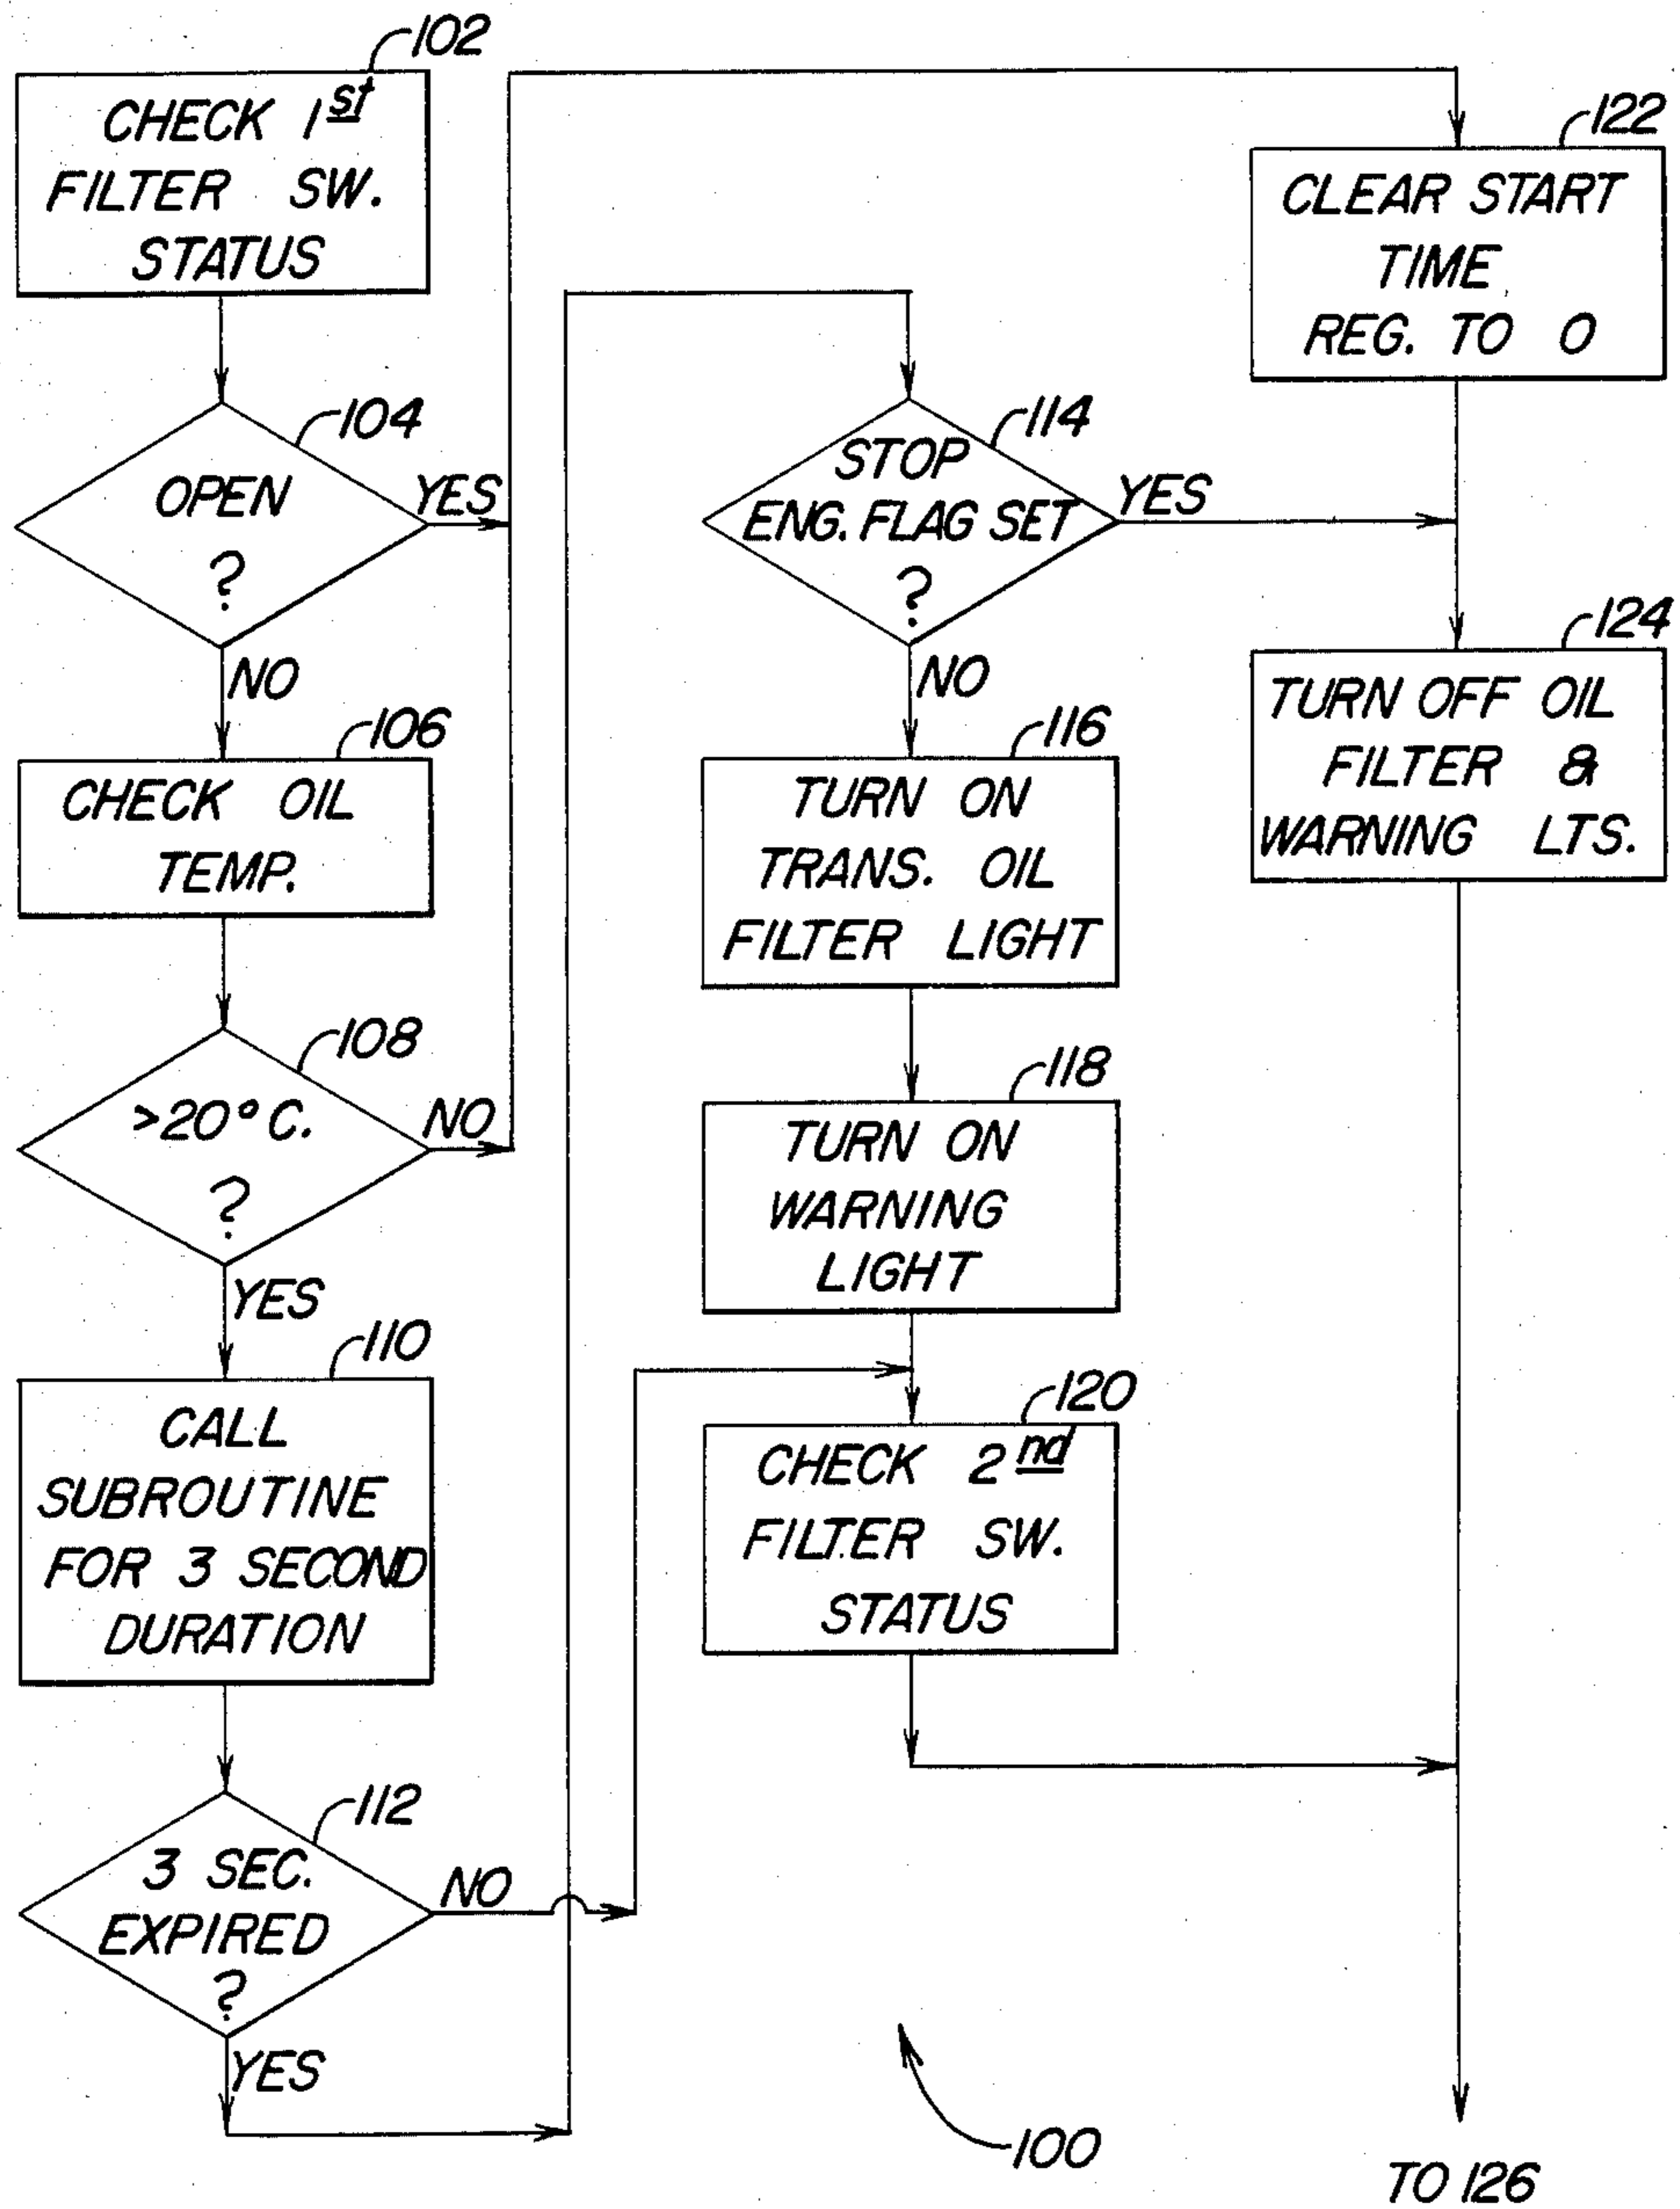 102
CHECK 1st
FILTER SW.
STATUS
104
OPEN
?
YES
NO
106
CHECK OIL
TEMP.
108
>20°C.
?
NO
YES
110
CALL
SUBROUTINE
FOR 3 SECOND
DURATION
112
3 SEC.
EXPIRED
?
NO
YES
114
STOP
ENG. FLAG SET
?
YES
NO
116
TURN ON
TRANS. OIL
FILTER LIGHT
118
TURN ON
WARNING
LIGHT
120
CHECK 2nd
FILTER SW.
STATUS
122
CLEAR START
TIME
REG. TO 0
124
TURN OFF OIL
FILTER &
WARNING LTS.
100
TO 126